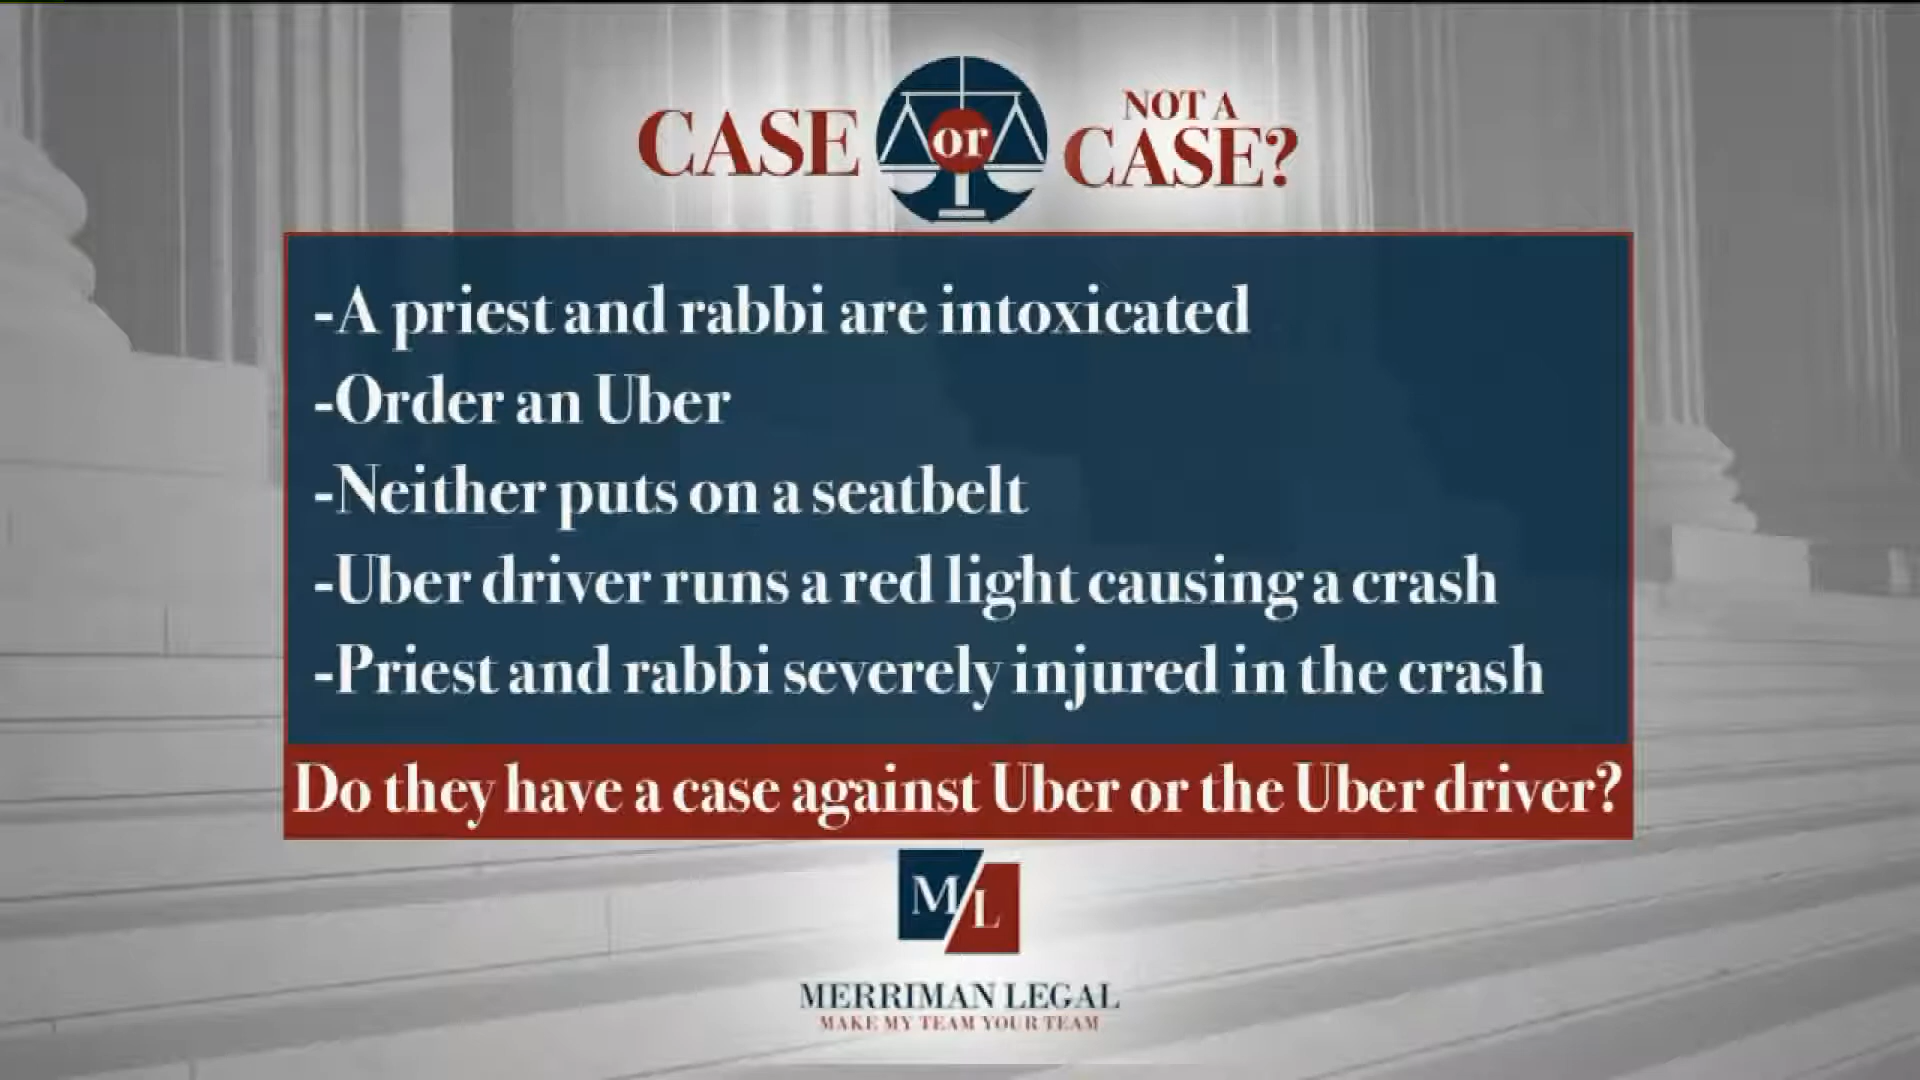 CASE or NOT A CASE?
-A priest and rabbi are intoxicated
-Order an Uber
-Neither puts on a seatbelt
-Uber driver runs a red light causing a crash
-Priest and rabbi severely injured in the crash
Do they have a case against Uber or the Uber driver?
M/L
MERRIMAN LEGAL
MAKE MY TEAM YOUR TEAM